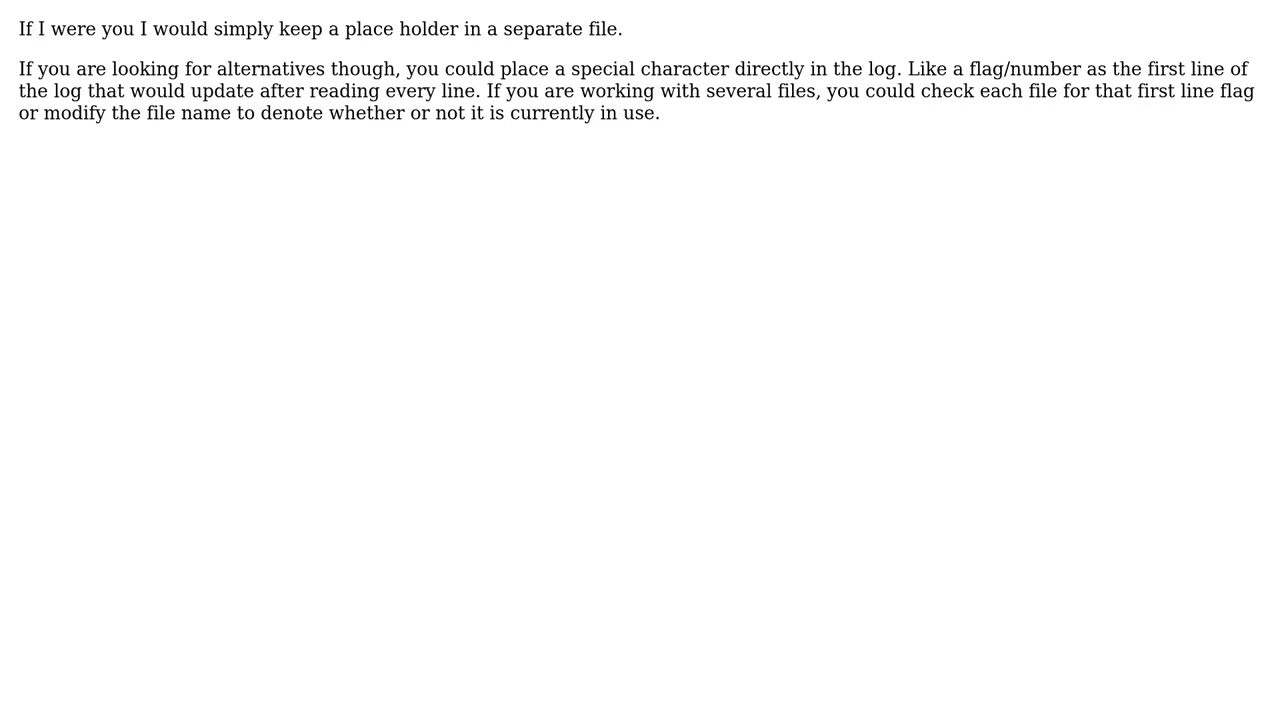 If I were you I would simply keep a place holder in a separate file.
If you are looking for alternatives though, you could place a special character directly in the log. Like a flag/number as the first line of
the log that would update after reading every line. If you are working with several files, you could check each file for that first line flag
or modify the file name to denote whether or not it is currently in use.